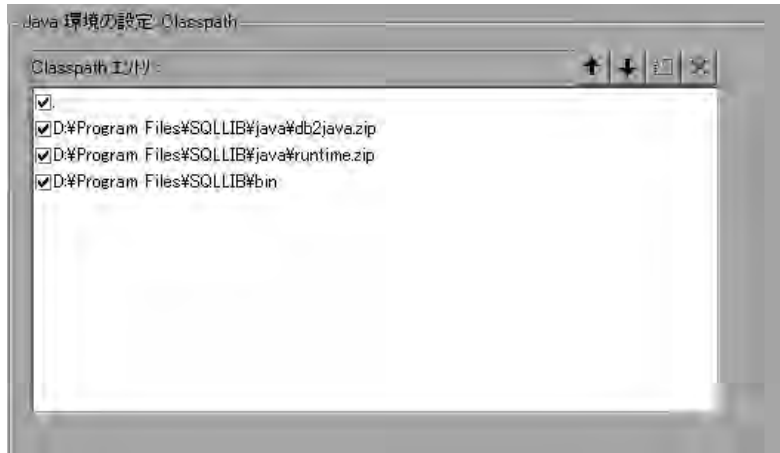 Java 環境の設定: Classpath
Classpath エントリ :
.
D:¥Program Files¥SQLLIB¥java¥db2java.zip
D:¥Program Files¥SQLLIB¥java¥runtime.zip
D:¥Program Files¥SQLLIB¥bin